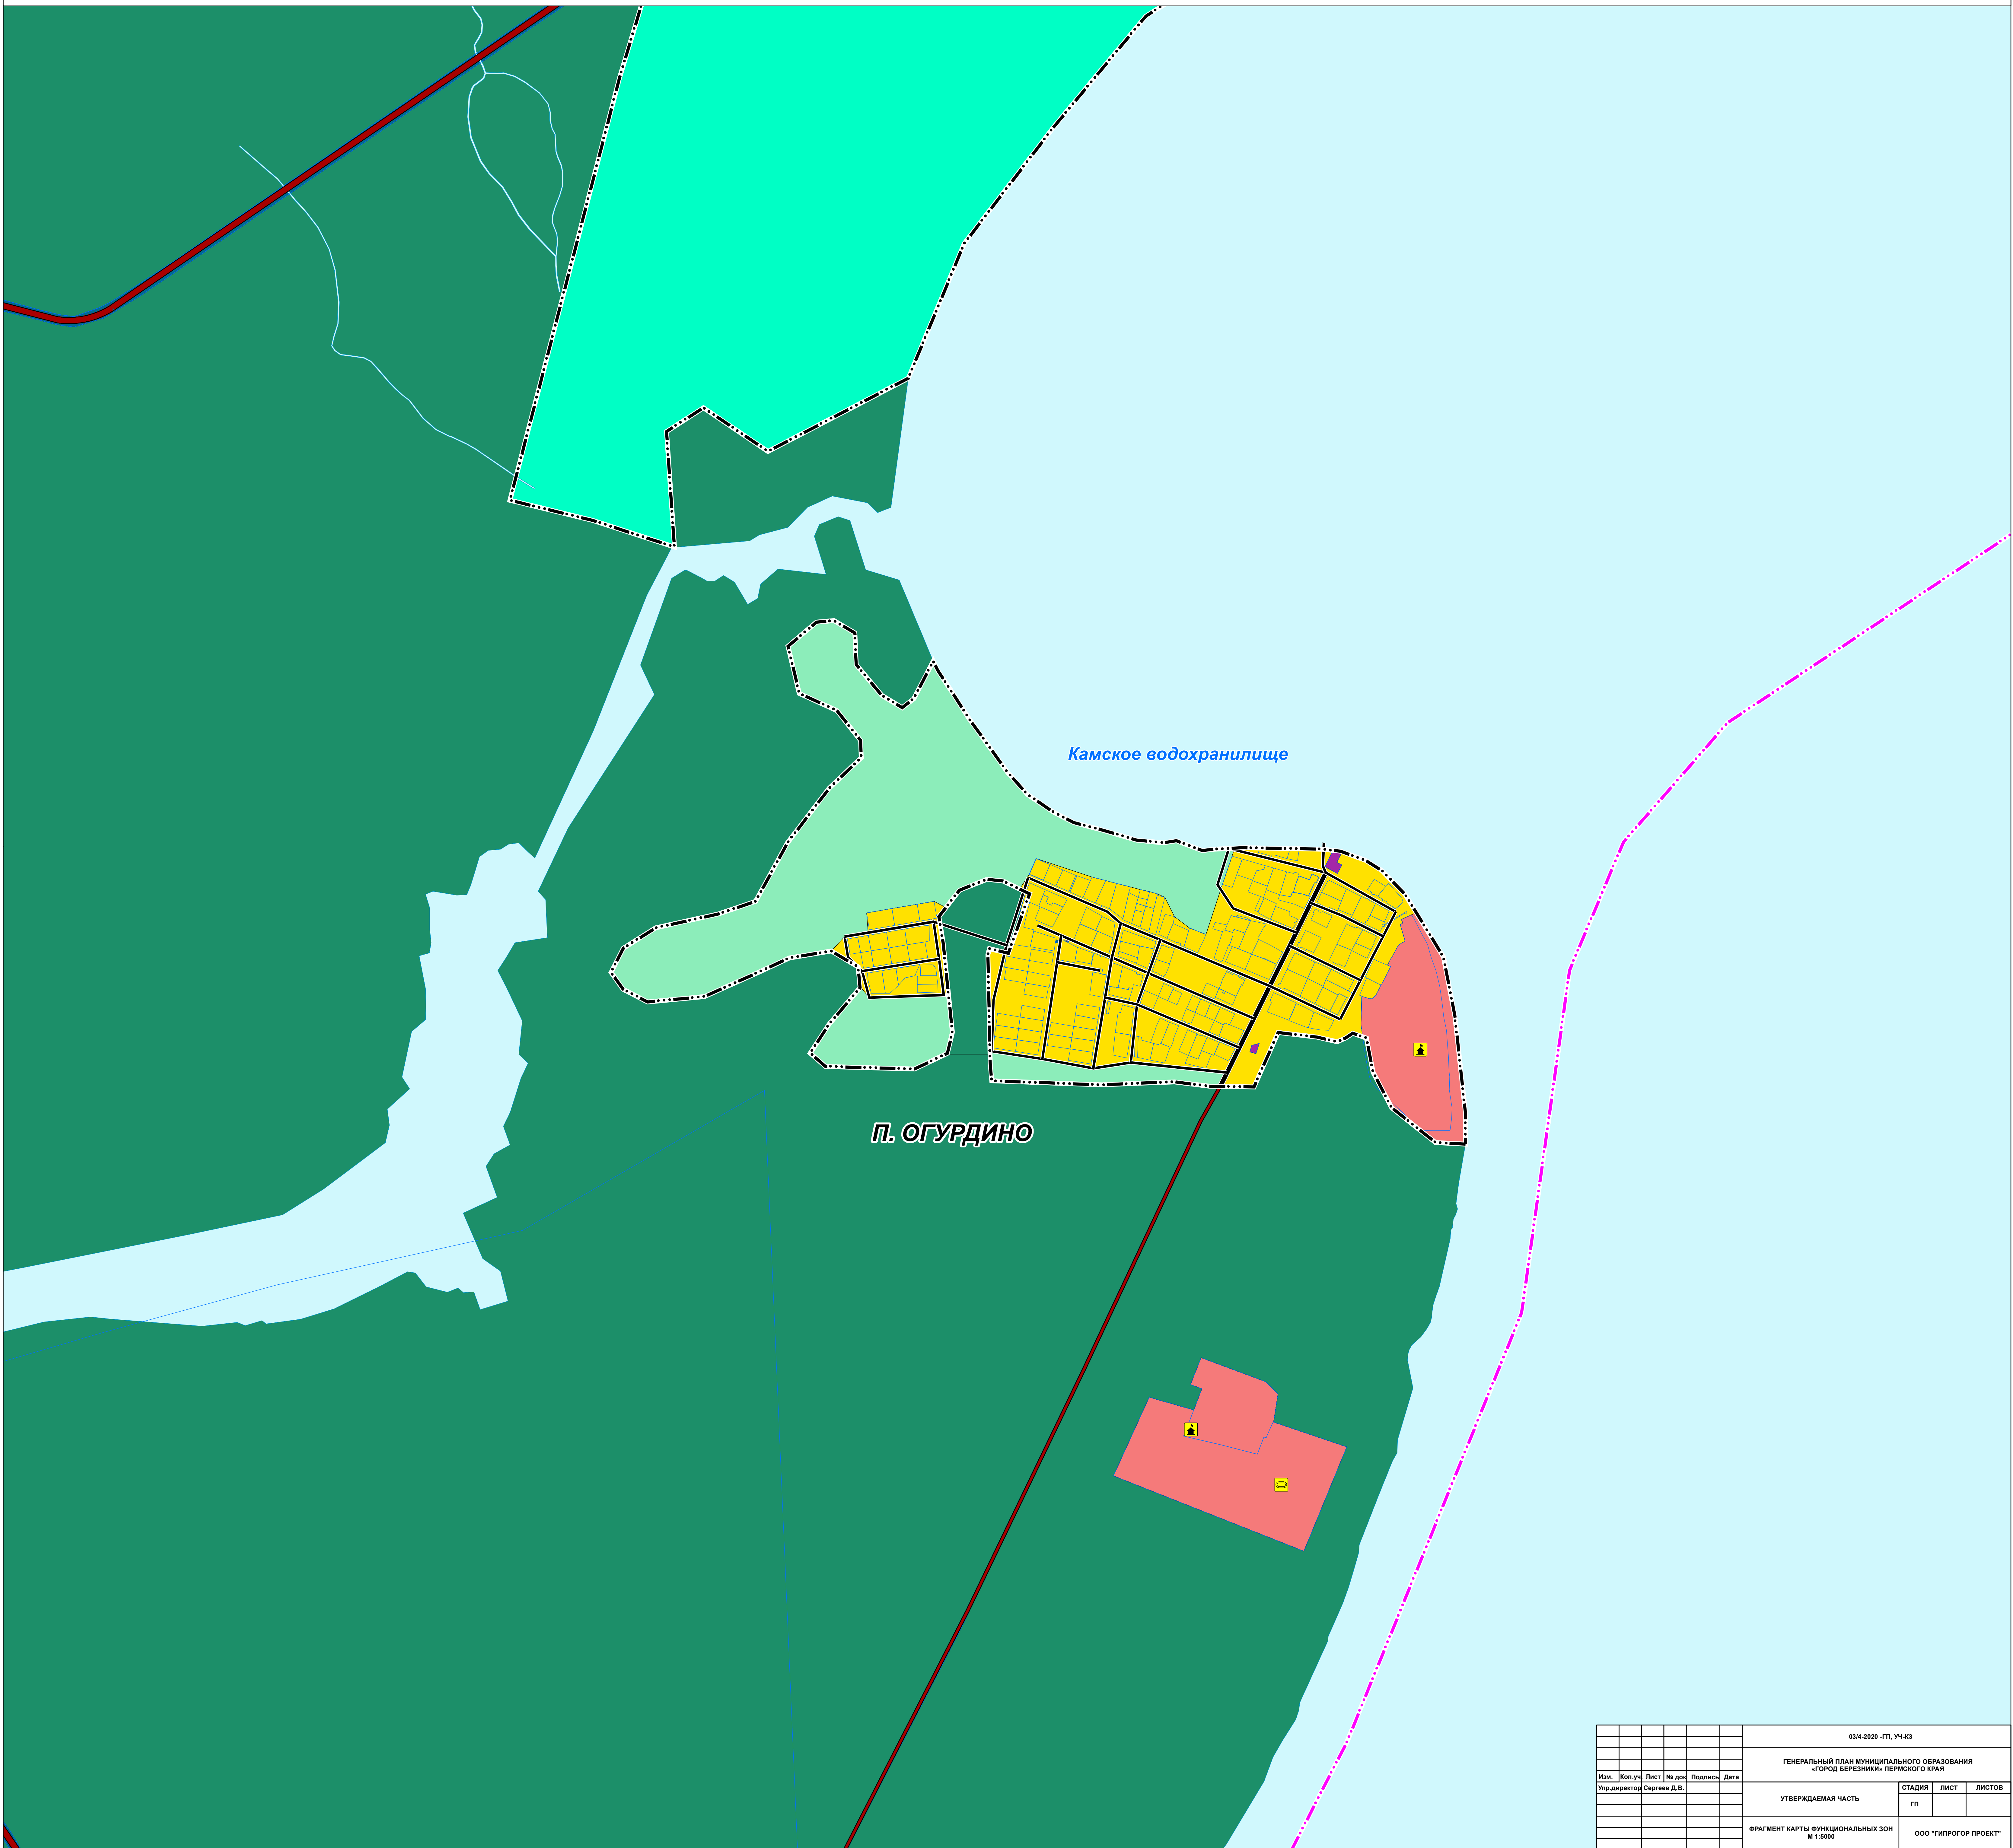 Камское водохранилище
П. ОГУРДИНО
03/4-2020 -ГП, УЧ-КЗ
ГЕНЕРАЛЬНЫЙ ПЛАН МУНИЦИПАЛЬНОГО ОБРАЗОВАНИЯ
«ГОРОД БЕРЕЗНИКИ» ПЕРМСКОГО КРАЯ
Изм. Кол.уч Лист № док Подпись Дата
Упр.директор Сергеев Д.В.
УТВЕРЖДАЕМАЯ ЧАСТЬ
СТАДИЯ ЛИСТ ЛИСТОВ
ГП
ФРАГМЕНТ КАРТЫ ФУНКЦИОНАЛЬНЫХ ЗОН
М 1:5000
ООО "ГИПРОГОР ПРОЕКТ"